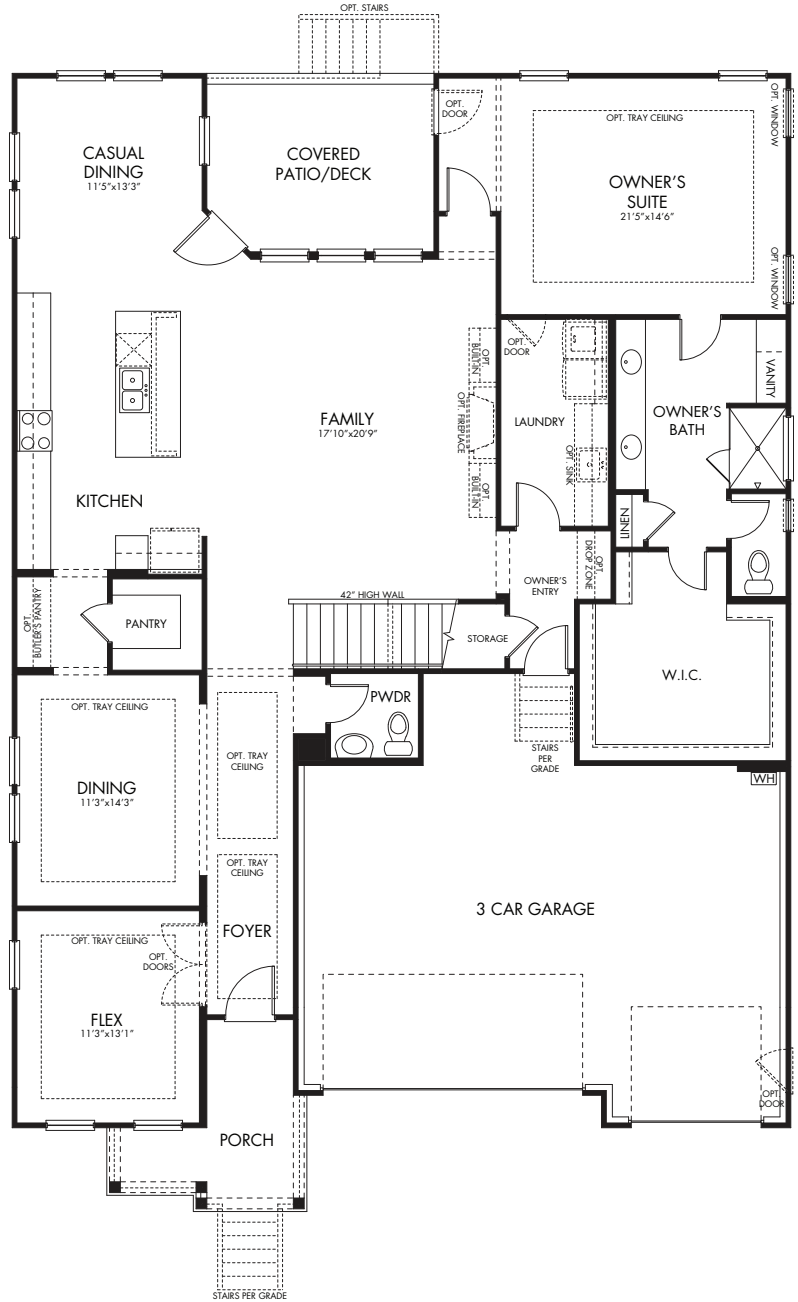 OPT. STAIRS
CASUAL
DINING
11'5"x13'3"
COVERED
PATIO/DECK
OPT.
DOOR
OPT. TRAY CEILING
OWNER'S
SUITE
21'5"x14'6"
OPT. WINDOW
OPT. WINDOW
OPT.
DOOR
LAUNDRY
OPT. SINK
OPT.
BUILT-IN
OPT. FIREPLACE
OPT.
BUILT-IN
FAMILY
17'10"x20'9"
OWNER'S
BATH
VANITY
LINEN
KITCHEN
OPT.
DROP ZONE
OWNER'S
ENTRY
OPT.
BUTLER'S PANTRY
PANTRY
42" HIGH WALL
STORAGE
W.I.C.
PWDR
STAIRS
PER
GRADE
WH
OPT. TRAY CEILING
DINING
11'3"x14'3"
OPT. TRAY
CEILING
OPT. TRAY
CEILING
FOYER
3 CAR GARAGE
OPT. TRAY CEILING
OPT.
DOORS
FLEX
11'3"x13'1"
OPT.
DOOR
PORCH
STAIRS PER GRADE